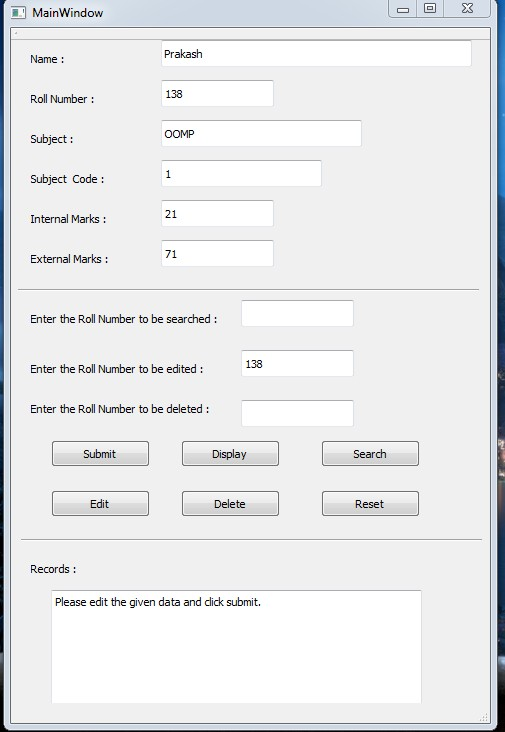 MainWindow
Name : Prakash
Roll Number : 138
Subject : OOMP
Subject Code : 1
Internal Marks : 21
External Marks : 71
Enter the Roll Number to be searched :
Enter the Roll Number to be edited : 138
Enter the Roll Number to be deleted :
Submit Display Search
Edit Delete Reset
Records :
Please edit the given data and click submit.